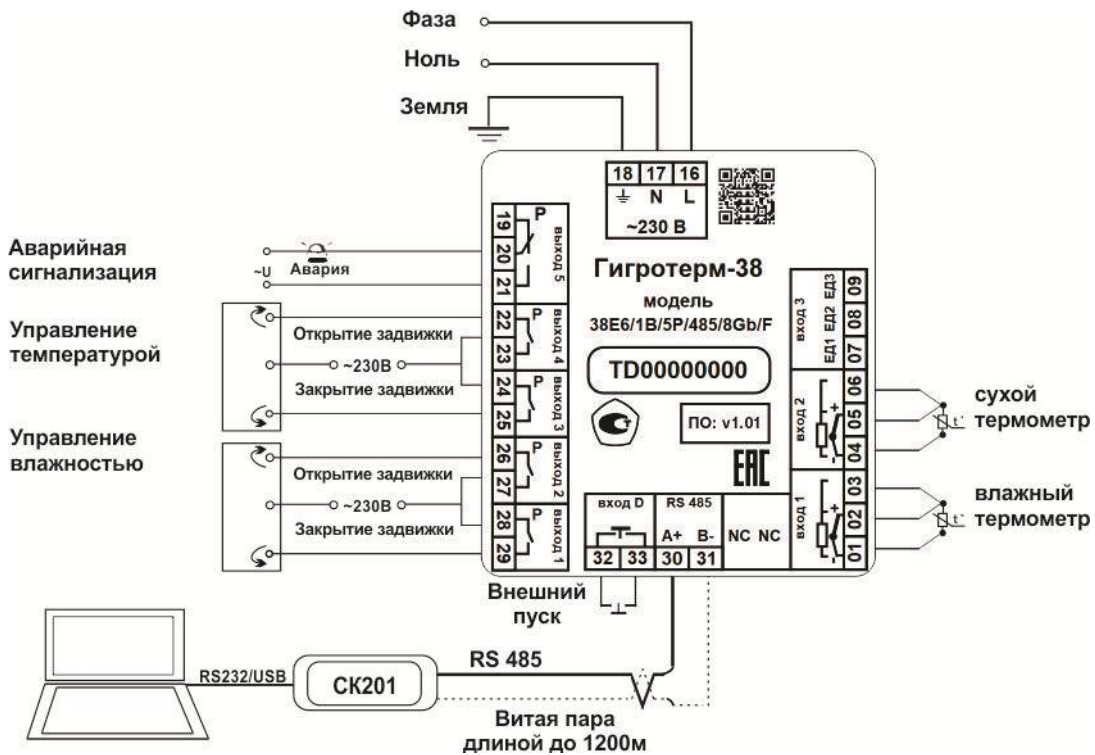 Фаза
Ноль
Земля
18 17 16
N L
~230 В
Аварийная
сигнализация
~U
Авария
19
20
21
P
выход 5
Управление
температурой
Открытие задвижки
~230В
Закрытие задвижки
22
23
P
выход 4
24
25
P
выход 3
Управление
влажностью
Открытие задвижки
~230В
Закрытие задвижки
26
27
P
выход 2
28
29
P
выход 1
Гигротерм-38
модель
38E6/1B/5P/485/8Gb/F
TD00000000
ПО: v1.01
EAC
вход 3
ЕД1 ЕД2 ЕД3
07 08 09
вход 2
+
-
04 05 06
вход 1
+
-
01 02 03
сухой
термометр
t°
влажный
термометр
t°
вход D
RS 485
A+ B-
NC NC
32 33 30 31
Внешний
пуск
RS232/USB
СК201
RS 485
Витая пара
длиной до 1200м